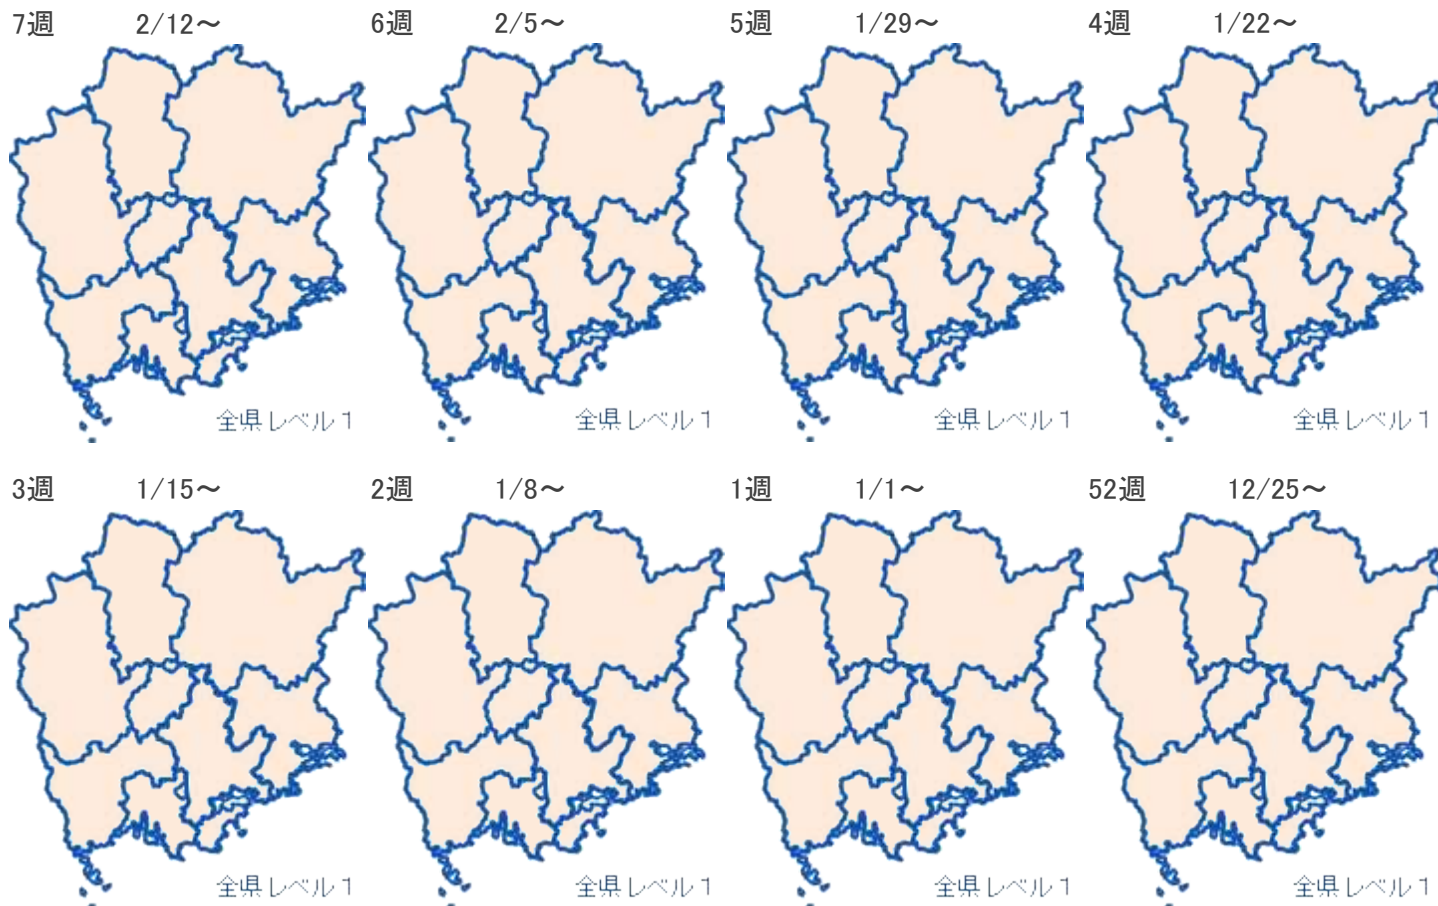 7週 2/12～
6週 2/5～
5週 1/29～
4週 1/22～
全県レベル1
全県レベル1
全県レベル1
全県レベル1
3週 1/15～
2週 1/8～
1週 1/1～
52週 12/25～
全県レベル1
全県レベル1
全県レベル1
全県レベル1